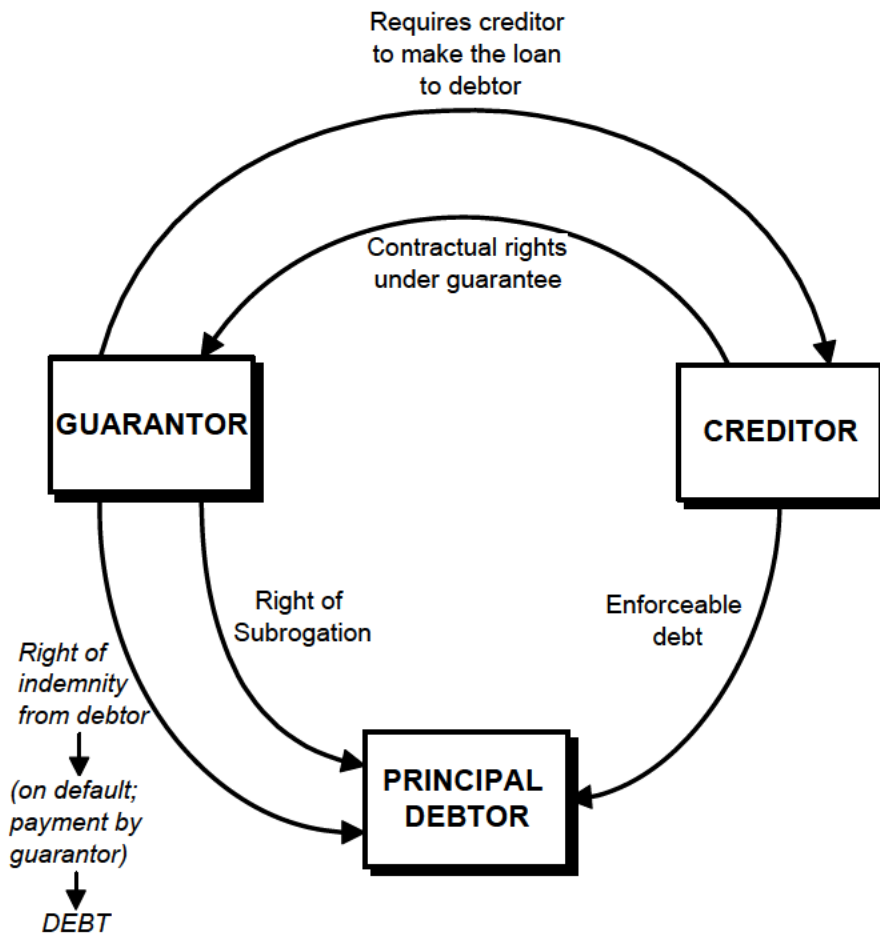 Requires creditor
to make the loan
to debtor
Contractual rights
under guarantee
GUARANTOR
CREDITOR
Right of
Subrogation
Enforceable
debt
Right of
indemnity
from debtor
(on default;
payment by
guarantor)
DEBT
PRINCIPAL
DEBTOR